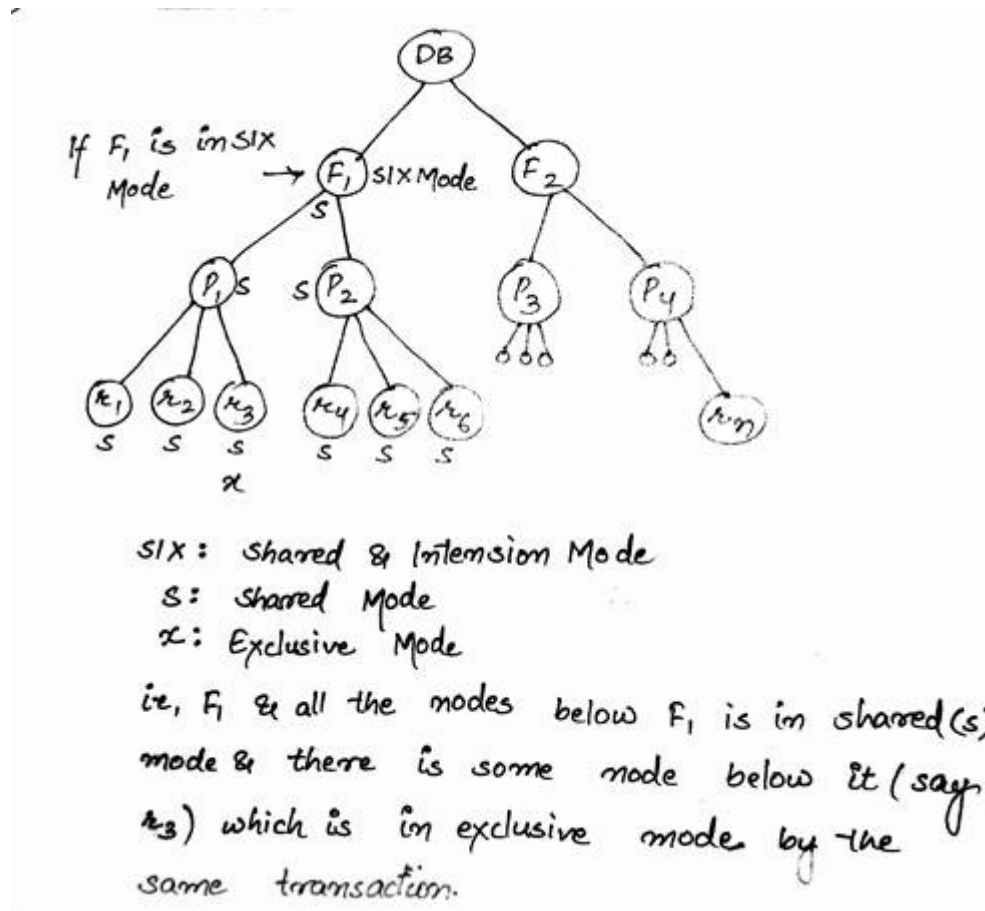 DB
If F₁ is in SIX
Mode
→ F₁ SIX Mode
F₂
S
P₁ S
S P₂
P₃
P₄
r₁ r₂ r₃ r₄ r₅ r₆ rn
S S S S S S
x
SIX: Shared & Intension Mode
S: Shared Mode
x: Exclusive Mode
ie, F₁ & all the nodes below F₁ is in shared (s)
mode & there is some node below it (say
r₃) which is in exclusive mode by the
same transaction.